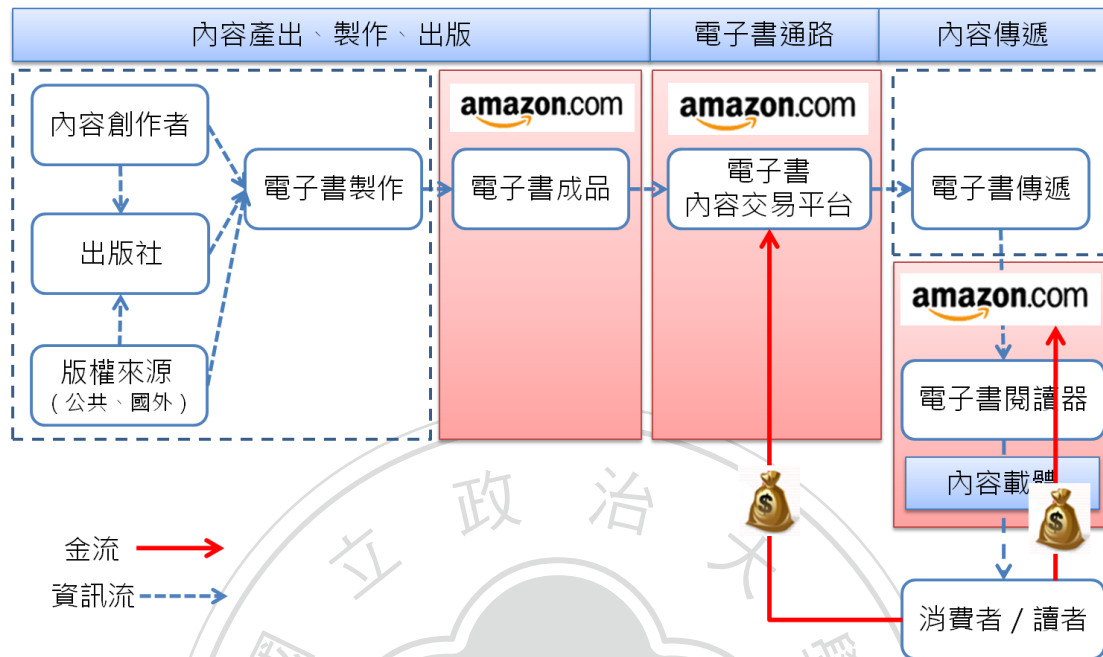 內容產出、製作、出版
電子書通路
內容傳遞
amazon.com
amazon.com
內容創作者
電子書製作
電子書成品
電子書
內容交易平台
電子書傳遞
出版社
amazon.com
版權來源
(公共、國外)
電子書閱讀器
內容載體
$
$
金流
資訊流
消費者 / 讀者
立政治大